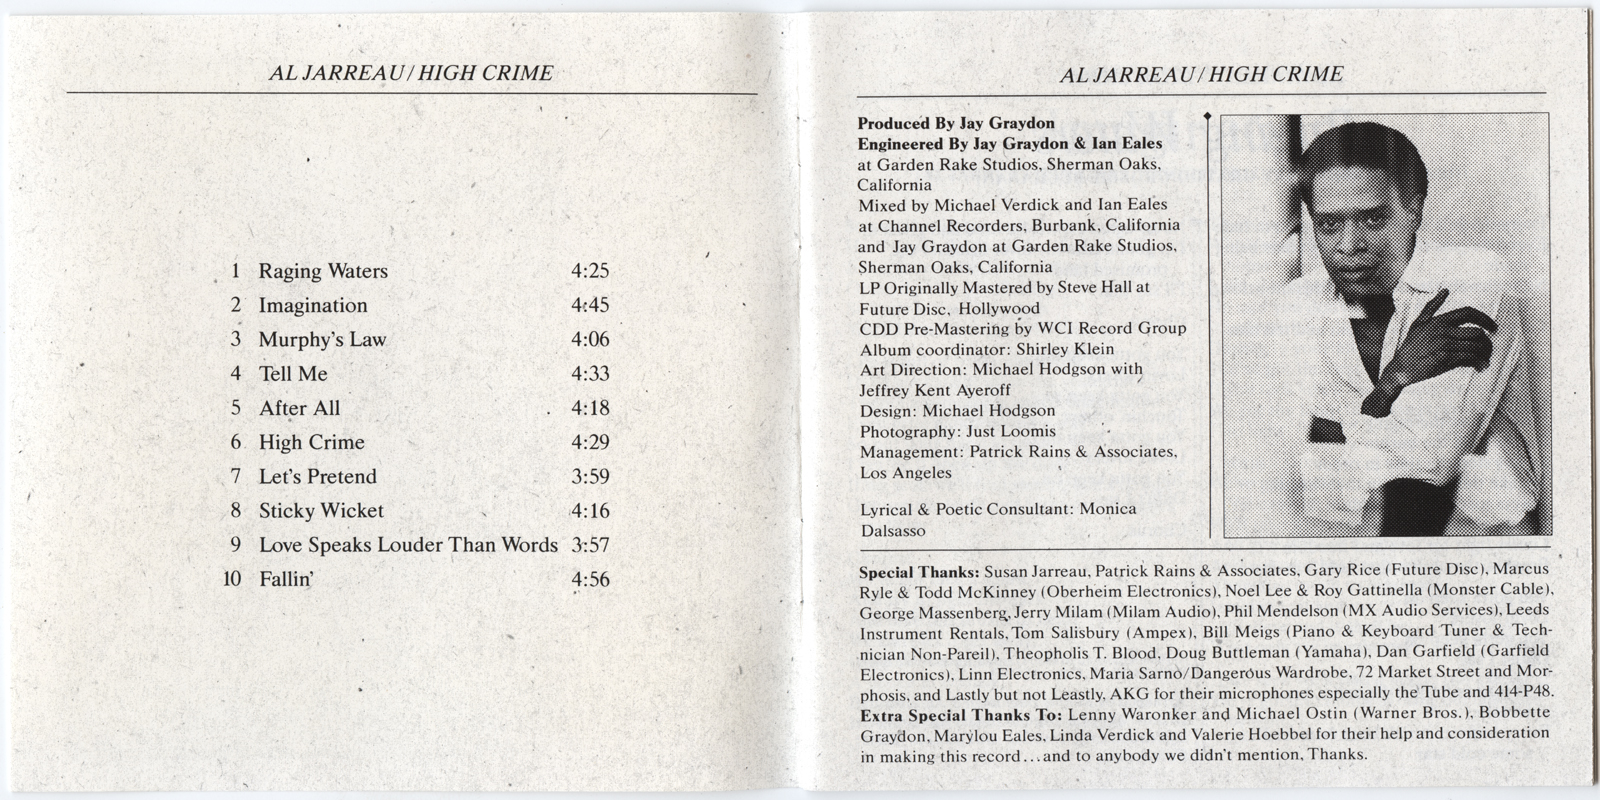 AL JARREAU/HIGH CRIME
1 Raging Waters 4:25
2 Imagination 4:45
3 Murphy's Law 4:06
4 Tell Me 4:33
5 After All 4:18
6 High Crime 4:29
7 Let's Pretend 3:59
8 Sticky Wicket 4:16
9 Love Speaks Louder Than Words 3:57
10 Fallin' 4:56
AL JARREAU/HIGH CRIME
Produced By Jay Graydon
Engineered By Jay Graydon & Ian Eales
at Garden Rake Studios, Sherman Oaks,
California
Mixed by Michael Verdick and Ian Eales
at Channel Recorders, Burbank, California
and Jay Graydon at Garden Rake Studios,
Sherman Oaks, California
LP Originally Mastered by Steve Hall at
Future Disc, Hollywood
CDD Pre-Mastering by WCI Record Group
Album coordinator: Shirley Klein
Art Direction: Michael Hodgson with
Jeffrey Kent Ayeroff
Design: Michael Hodgson
Photography: Just Loomis
Management: Patrick Rains & Associates,
Los Angeles
Lyrical & Poetic Consultant: Monica
Dalsasso
Special Thanks: Susan Jarreau, Patrick Rains & Associates, Gary Rice (Future Disc), Marcus
Ryle & Todd McKinney (Oberheim Electronics), Noel Lee & Roy Gattinella (Monster Cable),
George Massenberg, Jerry Milam (Milam Audio), Phil Mendelson (MX Audio Services), Leeds
Instrument Rentals, Tom Salisbury (Ampex), Bill Meigs (Piano & Keyboard Tuner & Tech-
nician Non-Pareil), Theopholis T. Blood, Doug Buttleman (Yamaha), Dan Garfield (Garfield
Electronics), Linn Electronics, Maria Sarno/Dangerous Wardrobe, 72 Market Street and Mor-
phosis, and Lastly but not Leastly, AKG for their microphones especially the Tube and 414-P48.
Extra Special Thanks To: Lenny Waronker and Michael Ostin (Warner Bros.), Bobbette
Graydon, Marylou Eales, Linda Verdick and Valerie Hoebbel for their help and consideration
in making this record...and to anybody we didn't mention, Thanks.